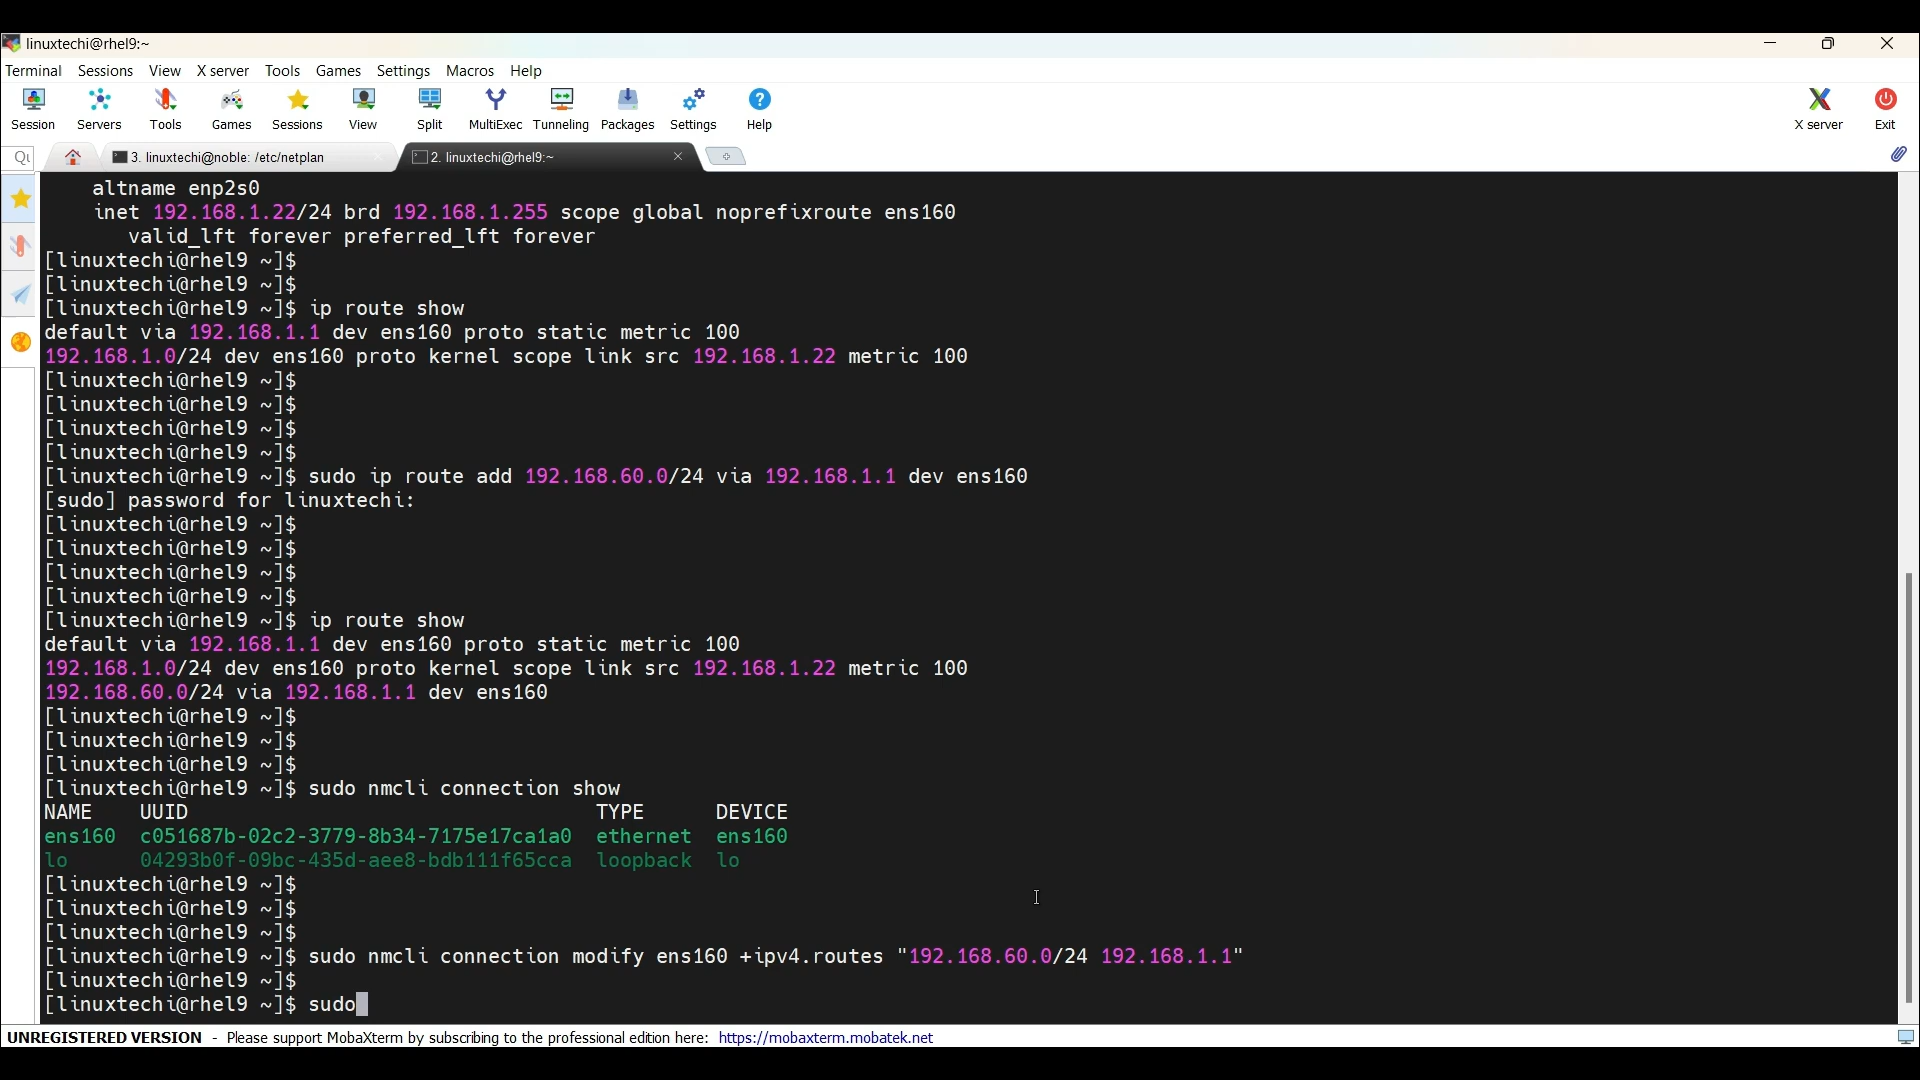 linuxtechi@rhel9:~
Terminal Sessions View X server Tools Games Settings Macros Help
Session Servers Tools Games Sessions View Split MultiExec Tunneling Packages Settings Help X server Exit
3. linuxtechi@noble: /etc/netplan 2. linuxtechi@rhel9:~
altname enp2s0
inet 192.168.1.22/24 brd 192.168.1.255 scope global noprefixroute ens160
valid_lft forever preferred_lft forever
[linuxtechi@rhel9 ~]$
[linuxtechi@rhel9 ~]$
[linuxtechi@rhel9 ~]$ ip route show
default via 192.168.1.1 dev ens160 proto static metric 100
192.168.1.0/24 dev ens160 proto kernel scope link src 192.168.1.22 metric 100
[linuxtechi@rhel9 ~]$
[linuxtechi@rhel9 ~]$
[linuxtechi@rhel9 ~]$
[linuxtechi@rhel9 ~]$
[linuxtechi@rhel9 ~]$ sudo ip route add 192.168.60.0/24 via 192.168.1.1 dev ens160
[sudo] password for linuxtechi:
[linuxtechi@rhel9 ~]$
[linuxtechi@rhel9 ~]$
[linuxtechi@rhel9 ~]$
[linuxtechi@rhel9 ~]$
[linuxtechi@rhel9 ~]$ ip route show
default via 192.168.1.1 dev ens160 proto static metric 100
192.168.1.0/24 dev ens160 proto kernel scope link src 192.168.1.22 metric 100
192.168.60.0/24 via 192.168.1.1 dev ens160
[linuxtechi@rhel9 ~]$
[linuxtechi@rhel9 ~]$
[linuxtechi@rhel9 ~]$
[linuxtechi@rhel9 ~]$ sudo nmcli connection show
NAME UUID TYPE DEVICE
ens160 c051687b-02c2-3779-8b34-7175e17ca1a0 ethernet ens160
lo 04293b0f-09bc-435d-aee8-bdb111f65cca loopback lo
[linuxtechi@rhel9 ~]$
[linuxtechi@rhel9 ~]$
[linuxtechi@rhel9 ~]$
[linuxtechi@rhel9 ~]$ sudo nmcli connection modify ens160 +ipv4.routes "192.168.60.0/24 192.168.1.1"
[linuxtechi@rhel9 ~]$
[linuxtechi@rhel9 ~]$ sudo
UNREGISTERED VERSION - Please support MobaXterm by subscribing to the professional edition here: https://mobaxterm.mobatek.net